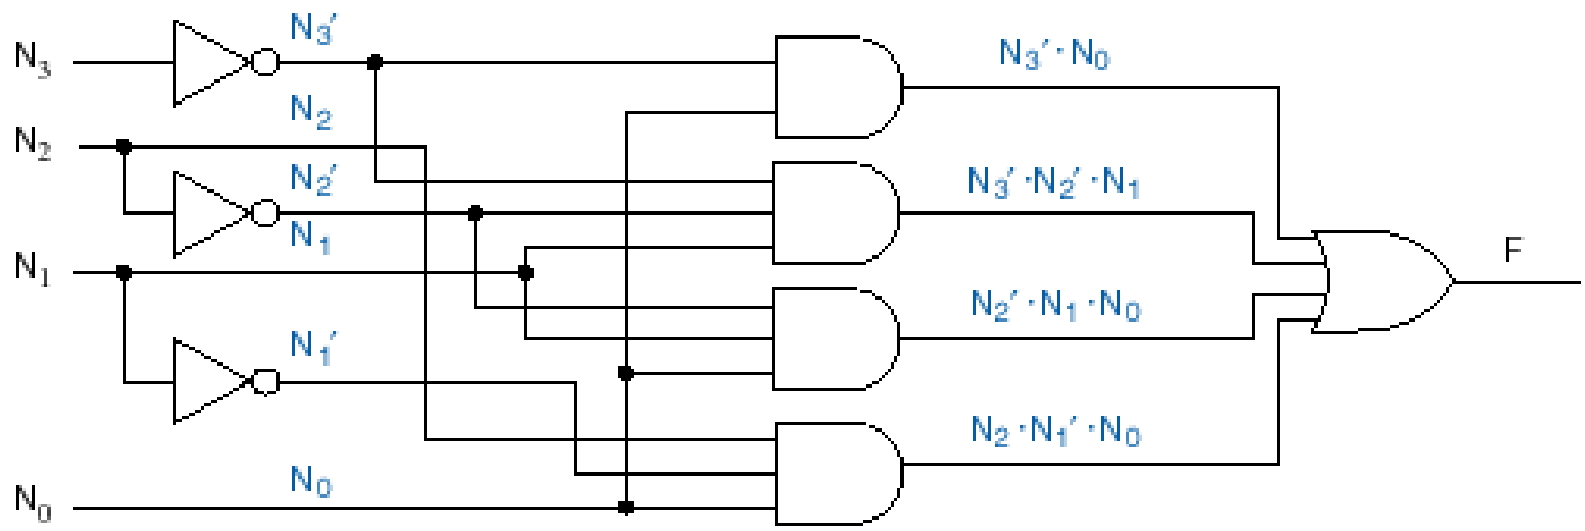 N₃
N₃′
N₃′ · N₀
N₂
N₂
N₂′
N₃′ · N₂′ · N₁
N₁
N₁
F
N₂′ · N₁ · N₀
N₁′
N₂ · N₁′ · N₀
N₀
N₀